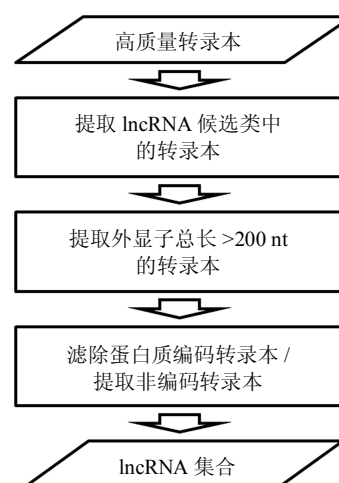 高质量转录本
提取 lncRNA 候选类中
的转录本
提取外显子总长 >200 nt
的转录本
滤除蛋白质编码转录本 /
提取非编码转录本
lncRNA 集合